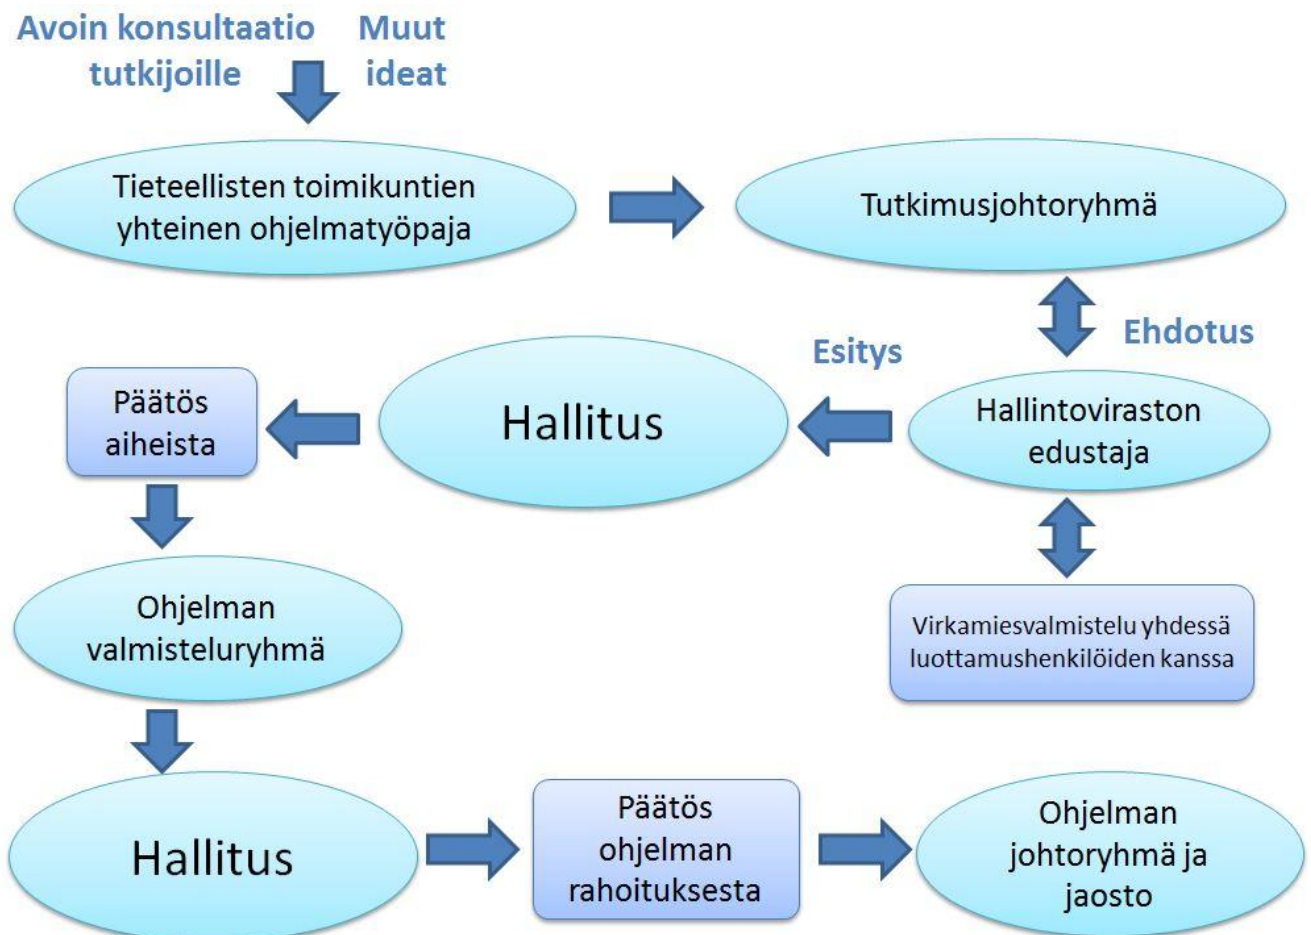 Avoin konsultaatio
tutkijoille
Muut
ideat
Tieteellisten toimikuntien
yhteinen ohjelmatyöpaja
Tutkimusjohtoryhmä
Ehdotus
Hallintoviraston
edustaja
Virkamiesvalmistelu yhdessä
luottamushenkilöiden kanssa
Esitys
Hallitus
Päätös
aiheista
Ohjelman
valmisteluryhmä
Hallitus
Päätös
ohjelman
rahoituksesta
Ohjelman
johtoryhmä ja
jaosto